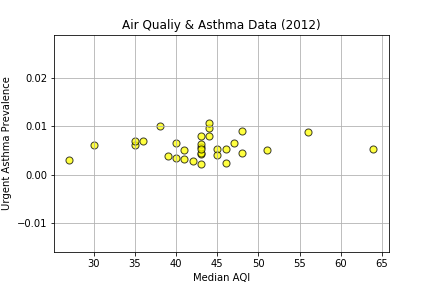 Air Qualiy & Asthma Data (2012)
Urgent Asthma Prevalence
0.02
0.01
0.00
−0.01
30 35 40 45 50 55 60 65
Median AQI